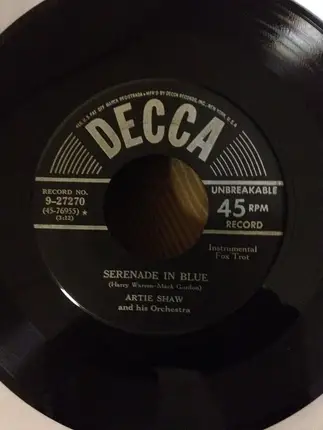 DECCA
RECORD NO.
9-27270
(45-76955) ★
(3:12)
UNBREAKABLE
45 RPM
RECORD
Instrumental
Fox Trot
SERENADE IN BLUE
(Harry Warren-Mack Gordon)
ARTIE SHAW
and his Orchestra